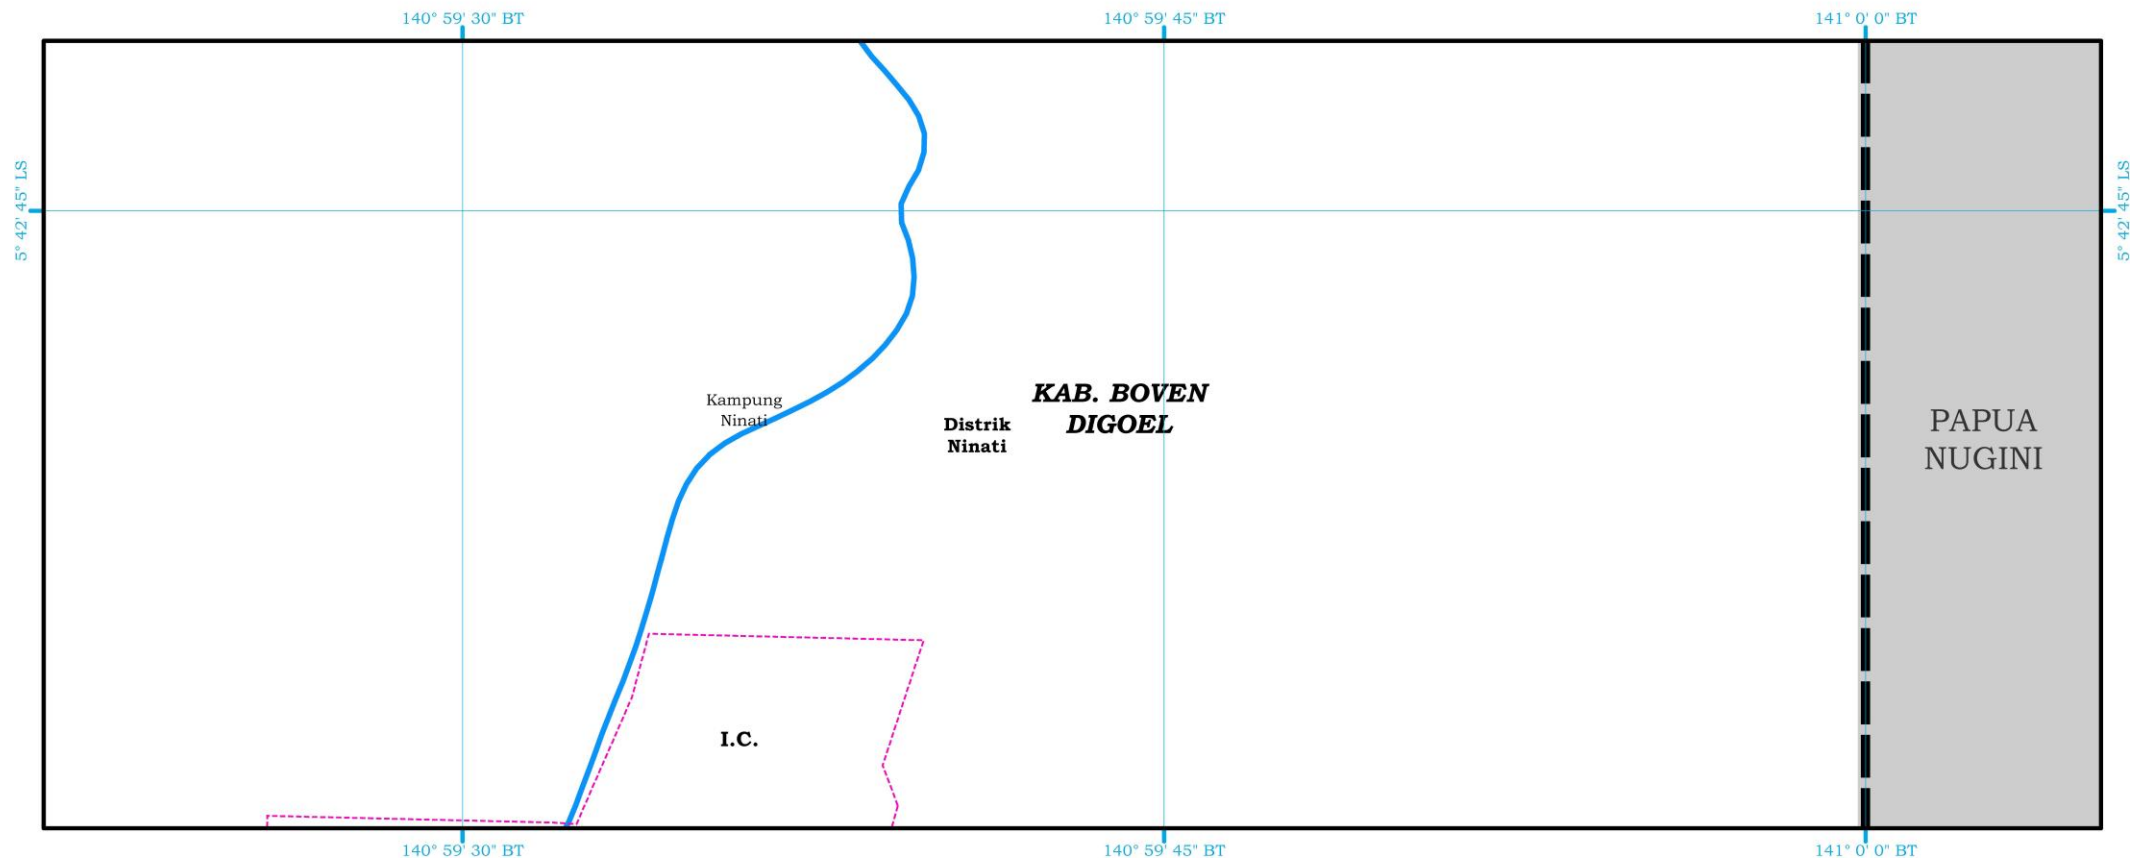 140° 59' 30" BT
140° 59' 45" BT
141° 0' 0" BT
5° 42' 45" LS
5° 42' 45" LS
Kampung
Ninati
Distrik
Ninati
KAB. BOVEN
DIGOEL
PAPUA
NUGINI
I.C.
140° 59' 30" BT
140° 59' 45" BT
141° 0' 0" BT